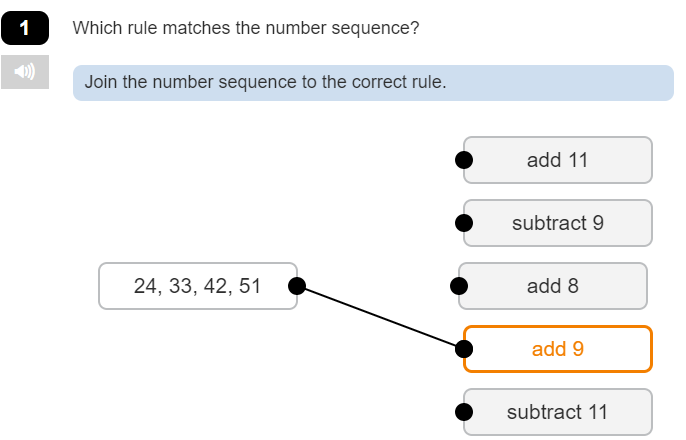 1 Which rule matches the number sequence?
Join the number sequence to the correct rule.
add 11
subtract 9
24, 33, 42, 51
add 8
add 9
subtract 11